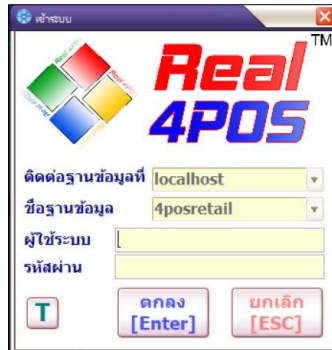 เข้าระบบ
Real TM
4POS
ติดต่อฐานข้อมูลที่ localhost
ชื่อฐานข้อมูล 4posretail
ผู้ใช้ระบบ
รหัสผ่าน
T
ตกลง ยกเลิก
[Enter] [ESC]